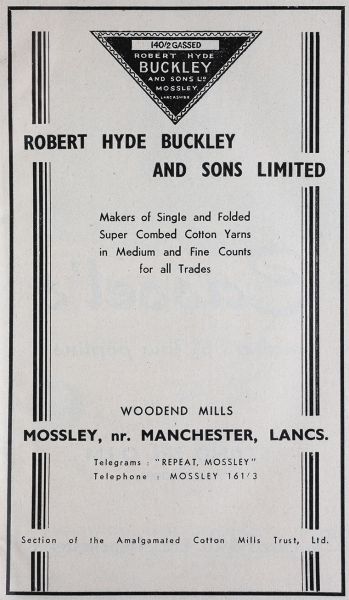 140/2 GASSED
ROBERT HYDE
BUCKLEY
AND SONS LTD
MOSSLEY
LANCASHIRE
ROBERT HYDE BUCKLEY
AND SONS LIMITED
Makers of Single and Folded
Super Combed Cotton Yarns
in Medium and Fine Counts
for all Trades
WOODEND MILLS
MOSSLEY, nr. MANCHESTER, LANCS.
Telegrams : "REPEAT, MOSSLEY"
Telephone : MOSSLEY 161/3
Section of the Amalgamated Cotton Mills Trust, Ltd.